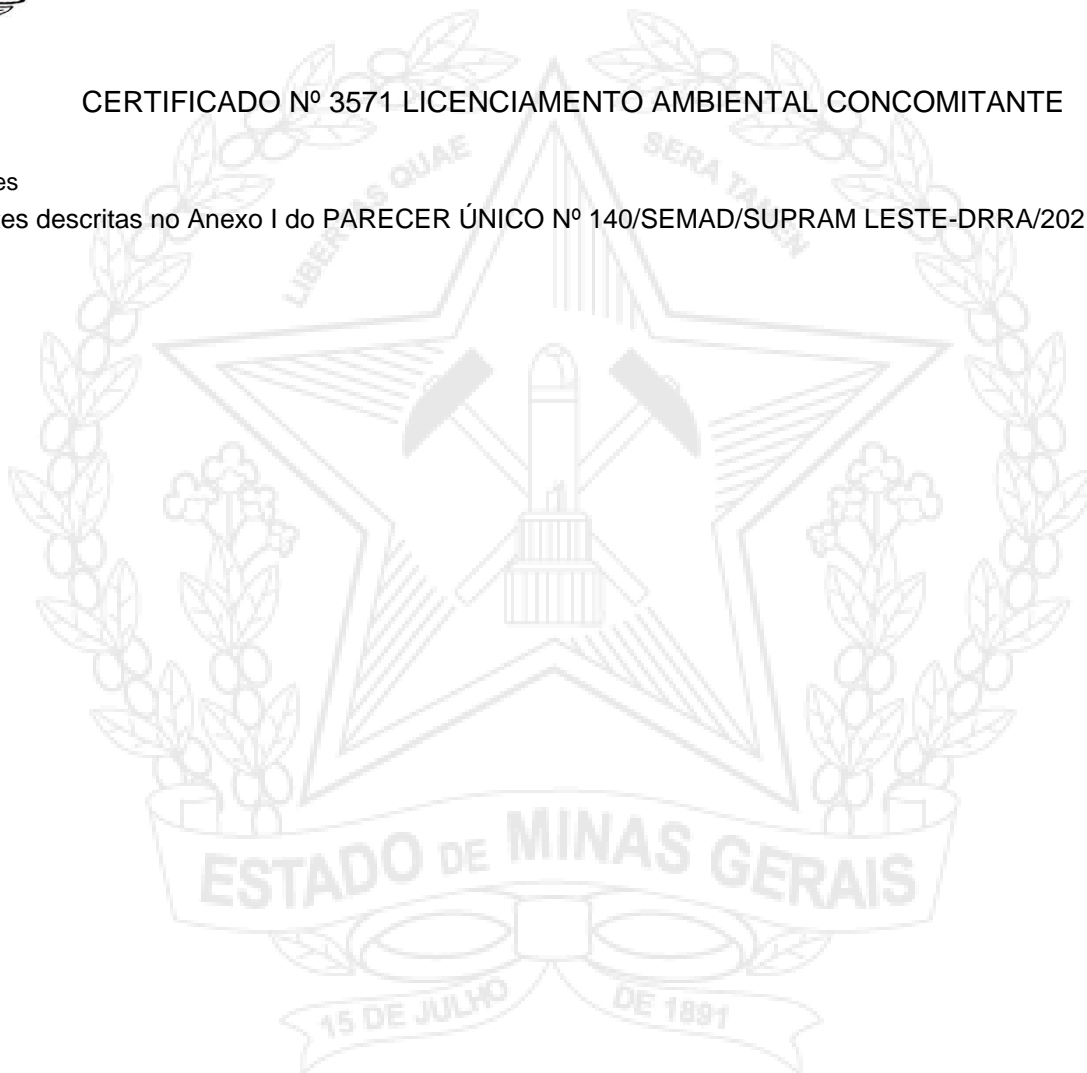 CERTIFICADO Nº 3571 LICENCIAMENTO AMBIENTAL CONCOMITANTE
es
es descritas no Anexo I do PARECER ÚNICO Nº 140/SEMAD/SUPRAM LESTE-DRRA/202
LIBERTAS QUAE SERA TAMEN
ESTADO DE MINAS GERAIS
15 DE JULHO DE 1891